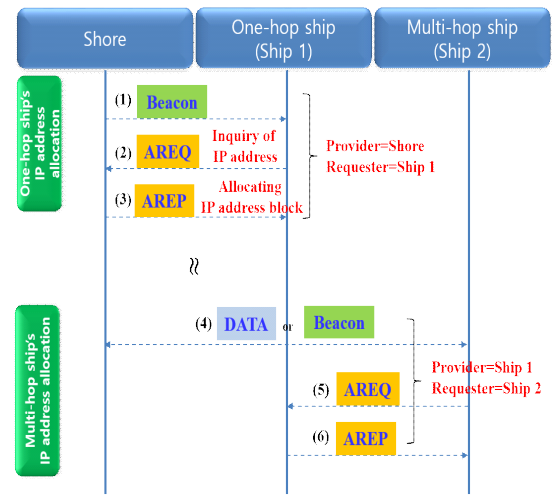 Shore
One-hop ship
(Ship 1)
Multi-hop ship
(Ship 2)
One-hop ship's
IP address
allocation
(1) Beacon
(2) AREQ
Inquiry of
IP address
(3) AREP
Allocating
IP address block
Provider=Shore
Requester=Ship 1
Multi-hop ship's
IP address allocation
(4) DATA or Beacon
Provider=Ship 1
Requester=Ship 2
(5) AREQ
(6) AREP